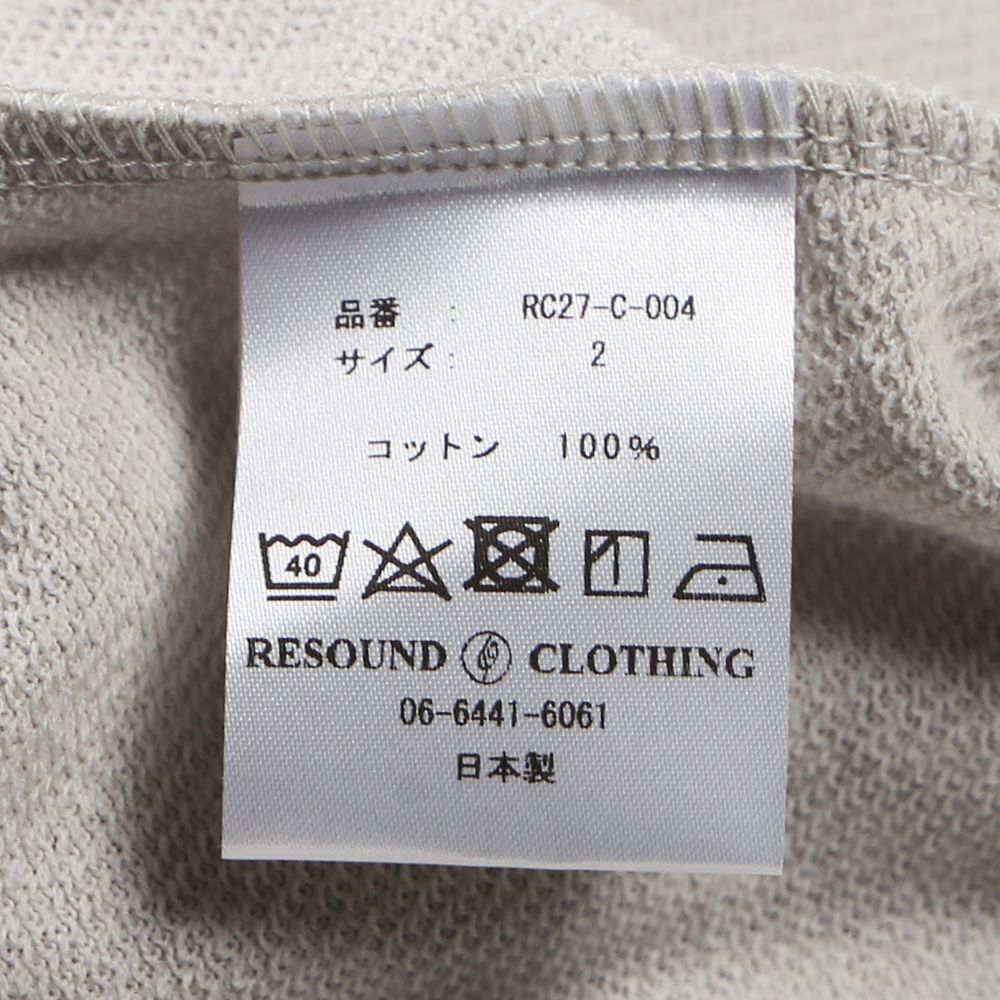 品番 : RC27-C-004
サイズ : 2
コットン 100%
40
RESOUND CLOTHING
06-6441-6061
日本製